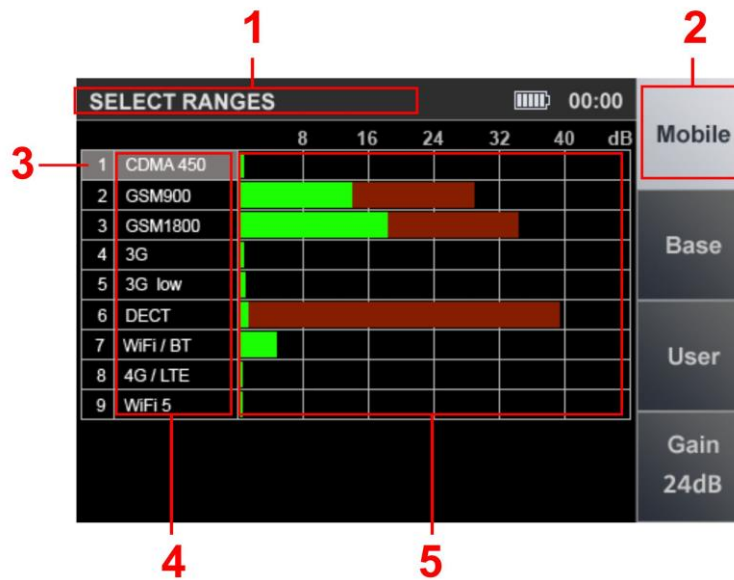 1
2
SELECT RANGES 00:00
Mobile
8 16 24 32 40 dB
3
1 CDMA 450
2 GSM900
3 GSM1800
4 3G
5 3G low
6 DECT
7 WiFi / BT
8 4G / LTE
9 WiFi 5
Base
User
Gain
24dB
4
5